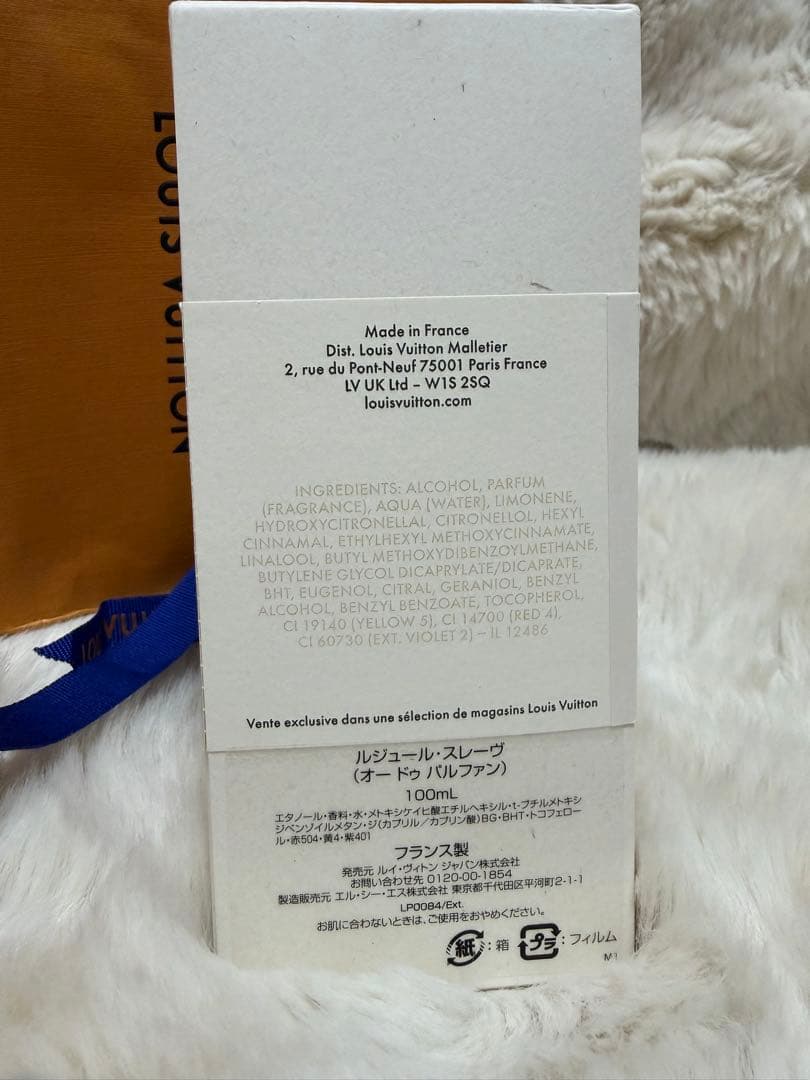 LOUIS VUITTON
Made in France
Dist. Louis Vuitton Malletier
2, rue du Pont-Neuf 75001 Paris France
LV UK Ltd – W1S 2SQ
louisvuitton.com
INGREDIENTS: ALCOHOL, PARFUM
(FRAGRANCE), AQUA (WATER), LIMONENE,
HYDROXYCITRONELLAL, CITRONELLOL, HEXYL
CINNAMAL, ETHYLHEXYL METHOXYCINNAMATE,
LINALOOL, BUTYL METHOXYDIBENZOYLMETHANE,
BUTYLENE GLYCOL DICAPRYLATE/DICAPRATE,
BHT, EUGENOL, CITRAL, GERANIOL, BENZYL
ALCOHOL, BENZYL BENZOATE, TOCOPHEROL,
CI 19140 (YELLOW 5), CI 14700 (RED 4),
CI 60730 (EXT. VIOLET 2) – IL 12486
Vente exclusive dans une sélection de magasins Louis Vuitton
ルジュール・スレーヴ
(オー ドゥ パルファン)
100mL
エタノール・香料・水・メトキシケイヒ酸エチルヘキシル・t-ブチルメトキシ
ジベンゾイルメタン・ジ(カプリル/カプリン酸)BG・BHT・トコフェロー
ル・赤504・黄4・紫401
フランス製
発売元 ルイ・ヴィトン ジャパン株式会社
お問い合わせ先 0120-00-1854
製造販売元 エル・シー・エス株式会社 東京都千代田区平河町2-1-1
LP0084/Ext.
お肌に合わないときは、ご使用をおやめください。
紙:箱 プラ:フィルム